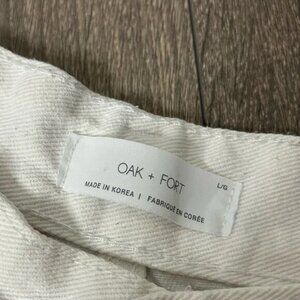 OAK + FORT
L/G
MADE IN KOREA | FABRIQUÉ EN CORÉE